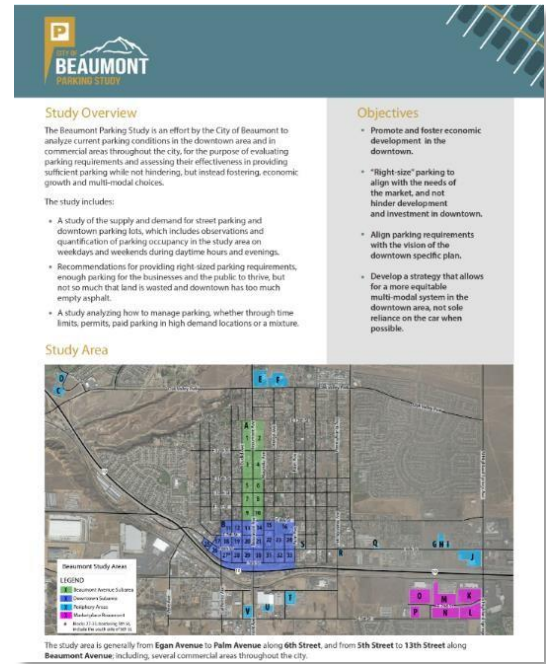 P
CITY OF
BEAUMONT
PARKING STUDY
Study Overview
The Beaumont Parking Study is an effort by the City of Beaumont to
analyze current parking conditions in the downtown area and in
commercial areas throughout the city, for the purpose of evaluating
parking requirements and assessing their effectiveness in providing
sufficient parking while not hindering, but instead fostering, economic
growth and multi-modal choices.
The study includes:
• A study of the supply and demand for street parking and
downtown parking lots, which includes observations and
quantification of parking occupancy in the study area on
weekdays and weekends during daytime hours and evenings.
• Recommendations for providing right-sized parking requirements,
enough parking for the businesses and the public to thrive, but
not so much that land is wasted and downtown has too much
empty asphalt.
• A study analyzing how to manage parking, whether through time
limits, permits, paid parking in high demand locations or a mixture.
Objectives
• Promote and foster economic
development in the
downtown.
• "Right-size" parking to
align with the needs of
the market, and not
hinder development
and investment in downtown.
• Align parking requirements
with the vision of the
downtown specific plan.
• Develop a strategy that allows
for a more equitable
multi-modal system in the
downtown area, not sole
reliance on the car when
possible.
Study Area
D
C
E F
A
1 2
3 4
5 6
7 8
9 10
S
Q
G H I
J
T
U
V
O M K
P N L
Beaumont Study Areas
LEGEND
Beaumont Avenue Subarea
Downtown Subarea
Periphery Areas
Marketplace Beaumont
The study area is generally from Egan Avenue to Palm Avenue along 6th Street, and from 5th Street to 13th Street along
Beaumont Avenue; including, several commercial areas throughout the city.